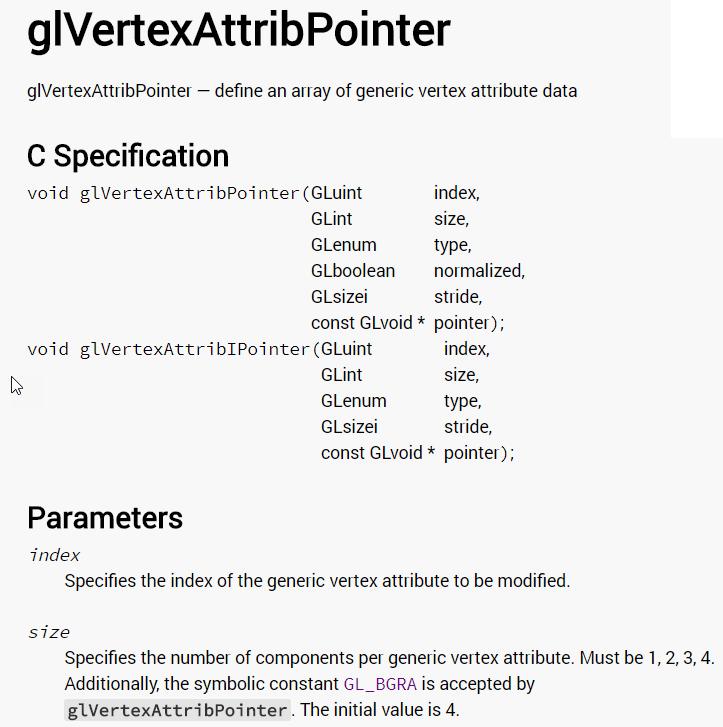 glVertexAttribPointer
glVertexAttribPointer — define an array of generic vertex attribute data
C Specification
void glVertexAttribPointer(GLuint index,
GLint size,
GLenum type,
GLboolean normalized,
GLsizei stride,
const GLvoid * pointer);
void glVertexAttribIPointer(GLuint index,
GLint size,
GLenum type,
GLsizei stride,
const GLvoid * pointer);
Parameters
index
Specifies the index of the generic vertex attribute to be modified.
size
Specifies the number of components per generic vertex attribute. Must be 1, 2, 3, 4.
Additionally, the symbolic constant GL_BGRA is accepted by
glVertexAttribPointer. The initial value is 4.